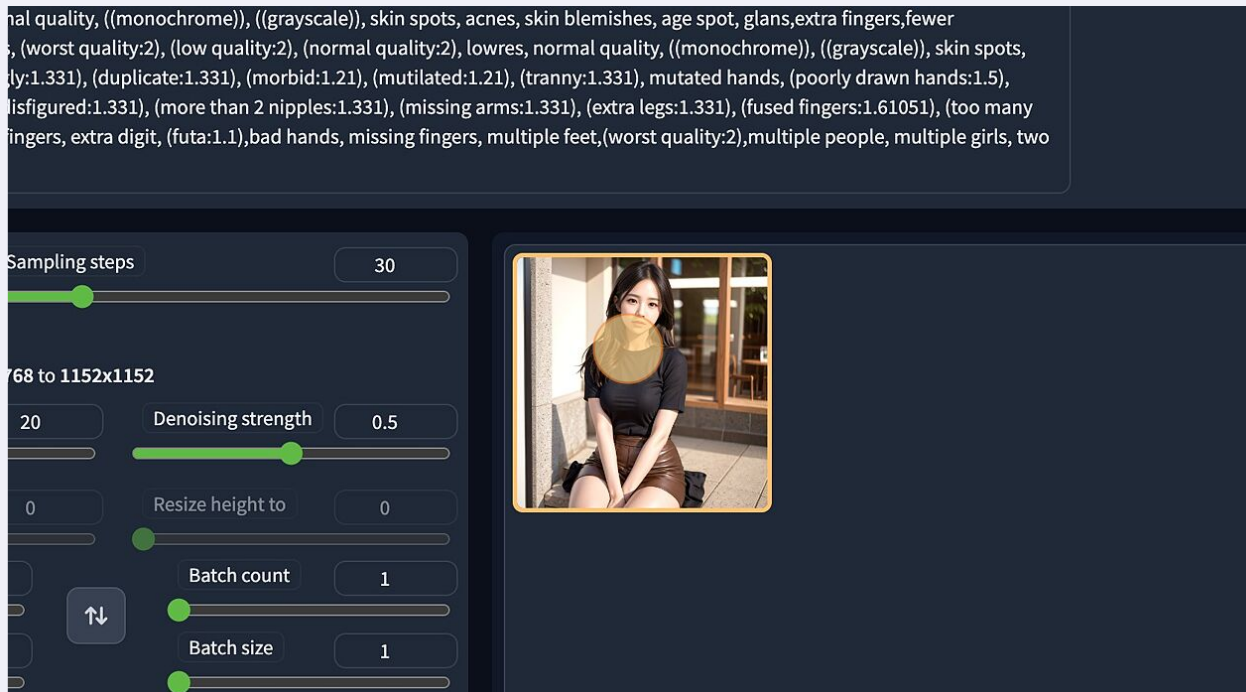 nal quality, ((monochrome)), ((grayscale)), skin spots, acnes, skin blemishes, age spot, glans,extra fingers,fewer
s, (worst quality:2), (low quality:2), (normal quality:2), lowres, normal quality, ((monochrome)), ((grayscale)), skin spots,
gly:1.331), (duplicate:1.331), (morbid:1.21), (mutilated:1.21), (tranny:1.331), mutated hands, (poorly drawn hands:1.5),
disfigured:1.331), (more than 2 nipples:1.331), (missing arms:1.331), (extra legs:1.331), (fused fingers:1.61051), (too many
fingers, extra digit, (futa:1.1),bad hands, missing fingers, multiple feet,(worst quality:2),multiple people, multiple girls, two
Sampling steps 30
768 to 1152x1152
20 Denoising strength 0.5
0 Resize height to 0
Batch count 1
Batch size 1